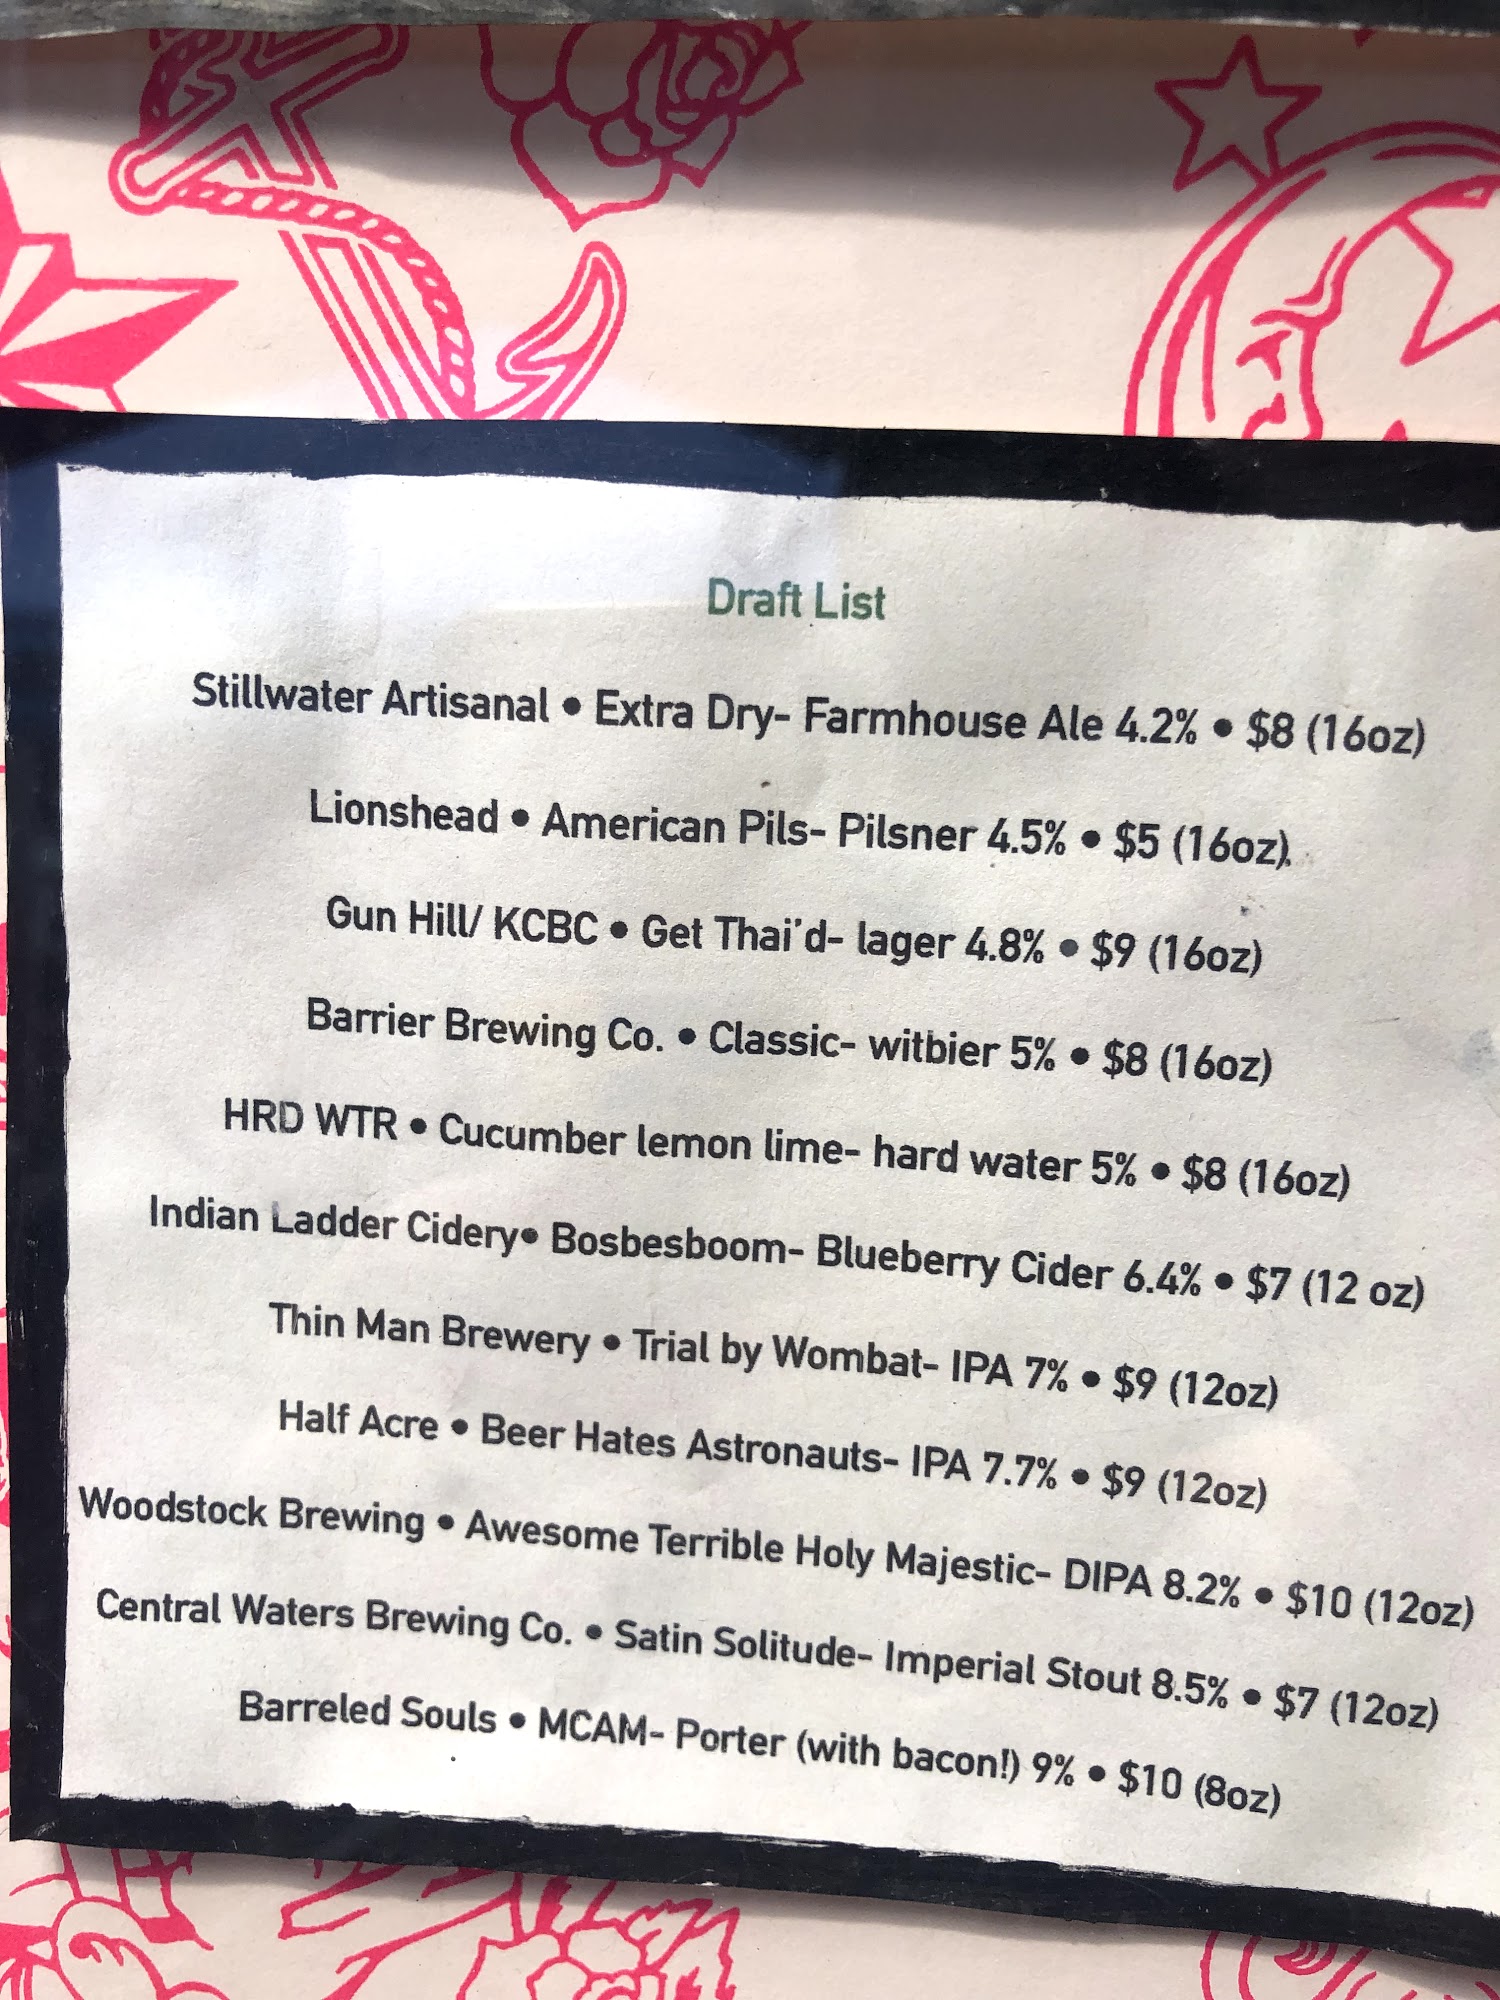 Draft List
Stillwater Artisanal • Extra Dry- Farmhouse Ale 4.2% • $8 (16oz)
Lionshead • American Pils- Pilsner 4.5% • $5 (16oz)
Gun Hill/ KCBC • Get Thai'd- lager 4.8% • $9 (16oz)
Barrier Brewing Co. • Classic- witbier 5% • $8 (16oz)
HRD WTR • Cucumber lemon lime- hard water 5% • $8 (16oz)
Indian Ladder Cidery• Bosbesboom- Blueberry Cider 6.4% • $7 (12 oz)
Thin Man Brewery • Trial by Wombat- IPA 7% • $9 (12oz)
Half Acre • Beer Hates Astronauts- IPA 7.7% • $9 (12oz)
Woodstock Brewing • Awesome Terrible Holy Majestic- DIPA 8.2% • $10 (12oz)
Central Waters Brewing Co. • Satin Solitude- Imperial Stout 8.5% • $7 (12oz)
Barreled Souls • MCAM- Porter (with bacon!) 9% • $10 (8oz)